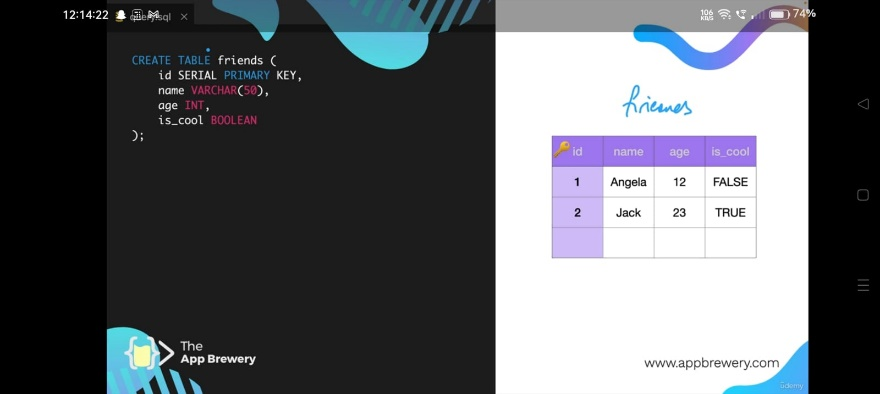 12:14:22
106 KB/S
74%
query.sql ×
CREATE TABLE friends (
id SERIAL PRIMARY KEY,
name VARCHAR(50),
age INT,
is_cool BOOLEAN
);
friends
id name age is_cool
1 Angela 12 FALSE
2 Jack 23 TRUE
The
App Brewery
www.appbrewery.com
ûdemy